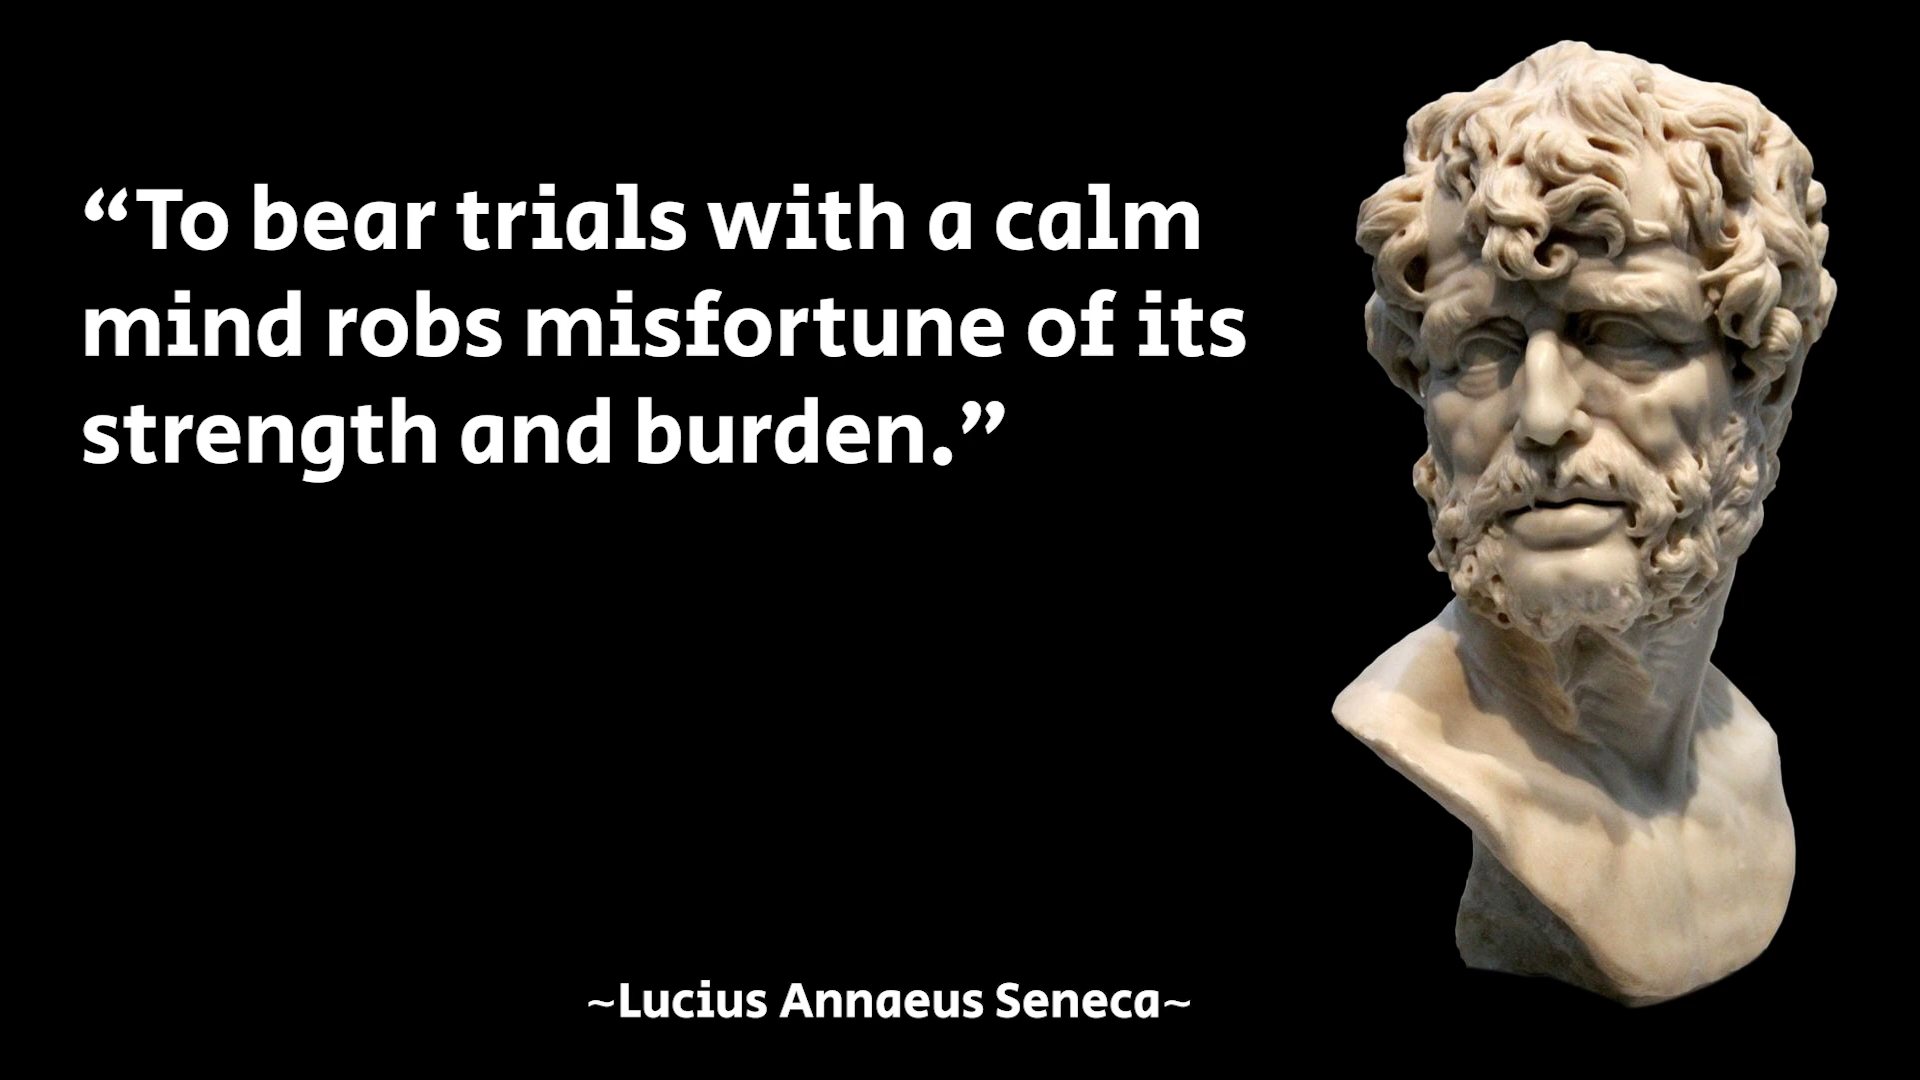 “To bear trials with a calm
mind robs misfortune of its
strength and burden.”
~Lucius Annaeus Seneca~